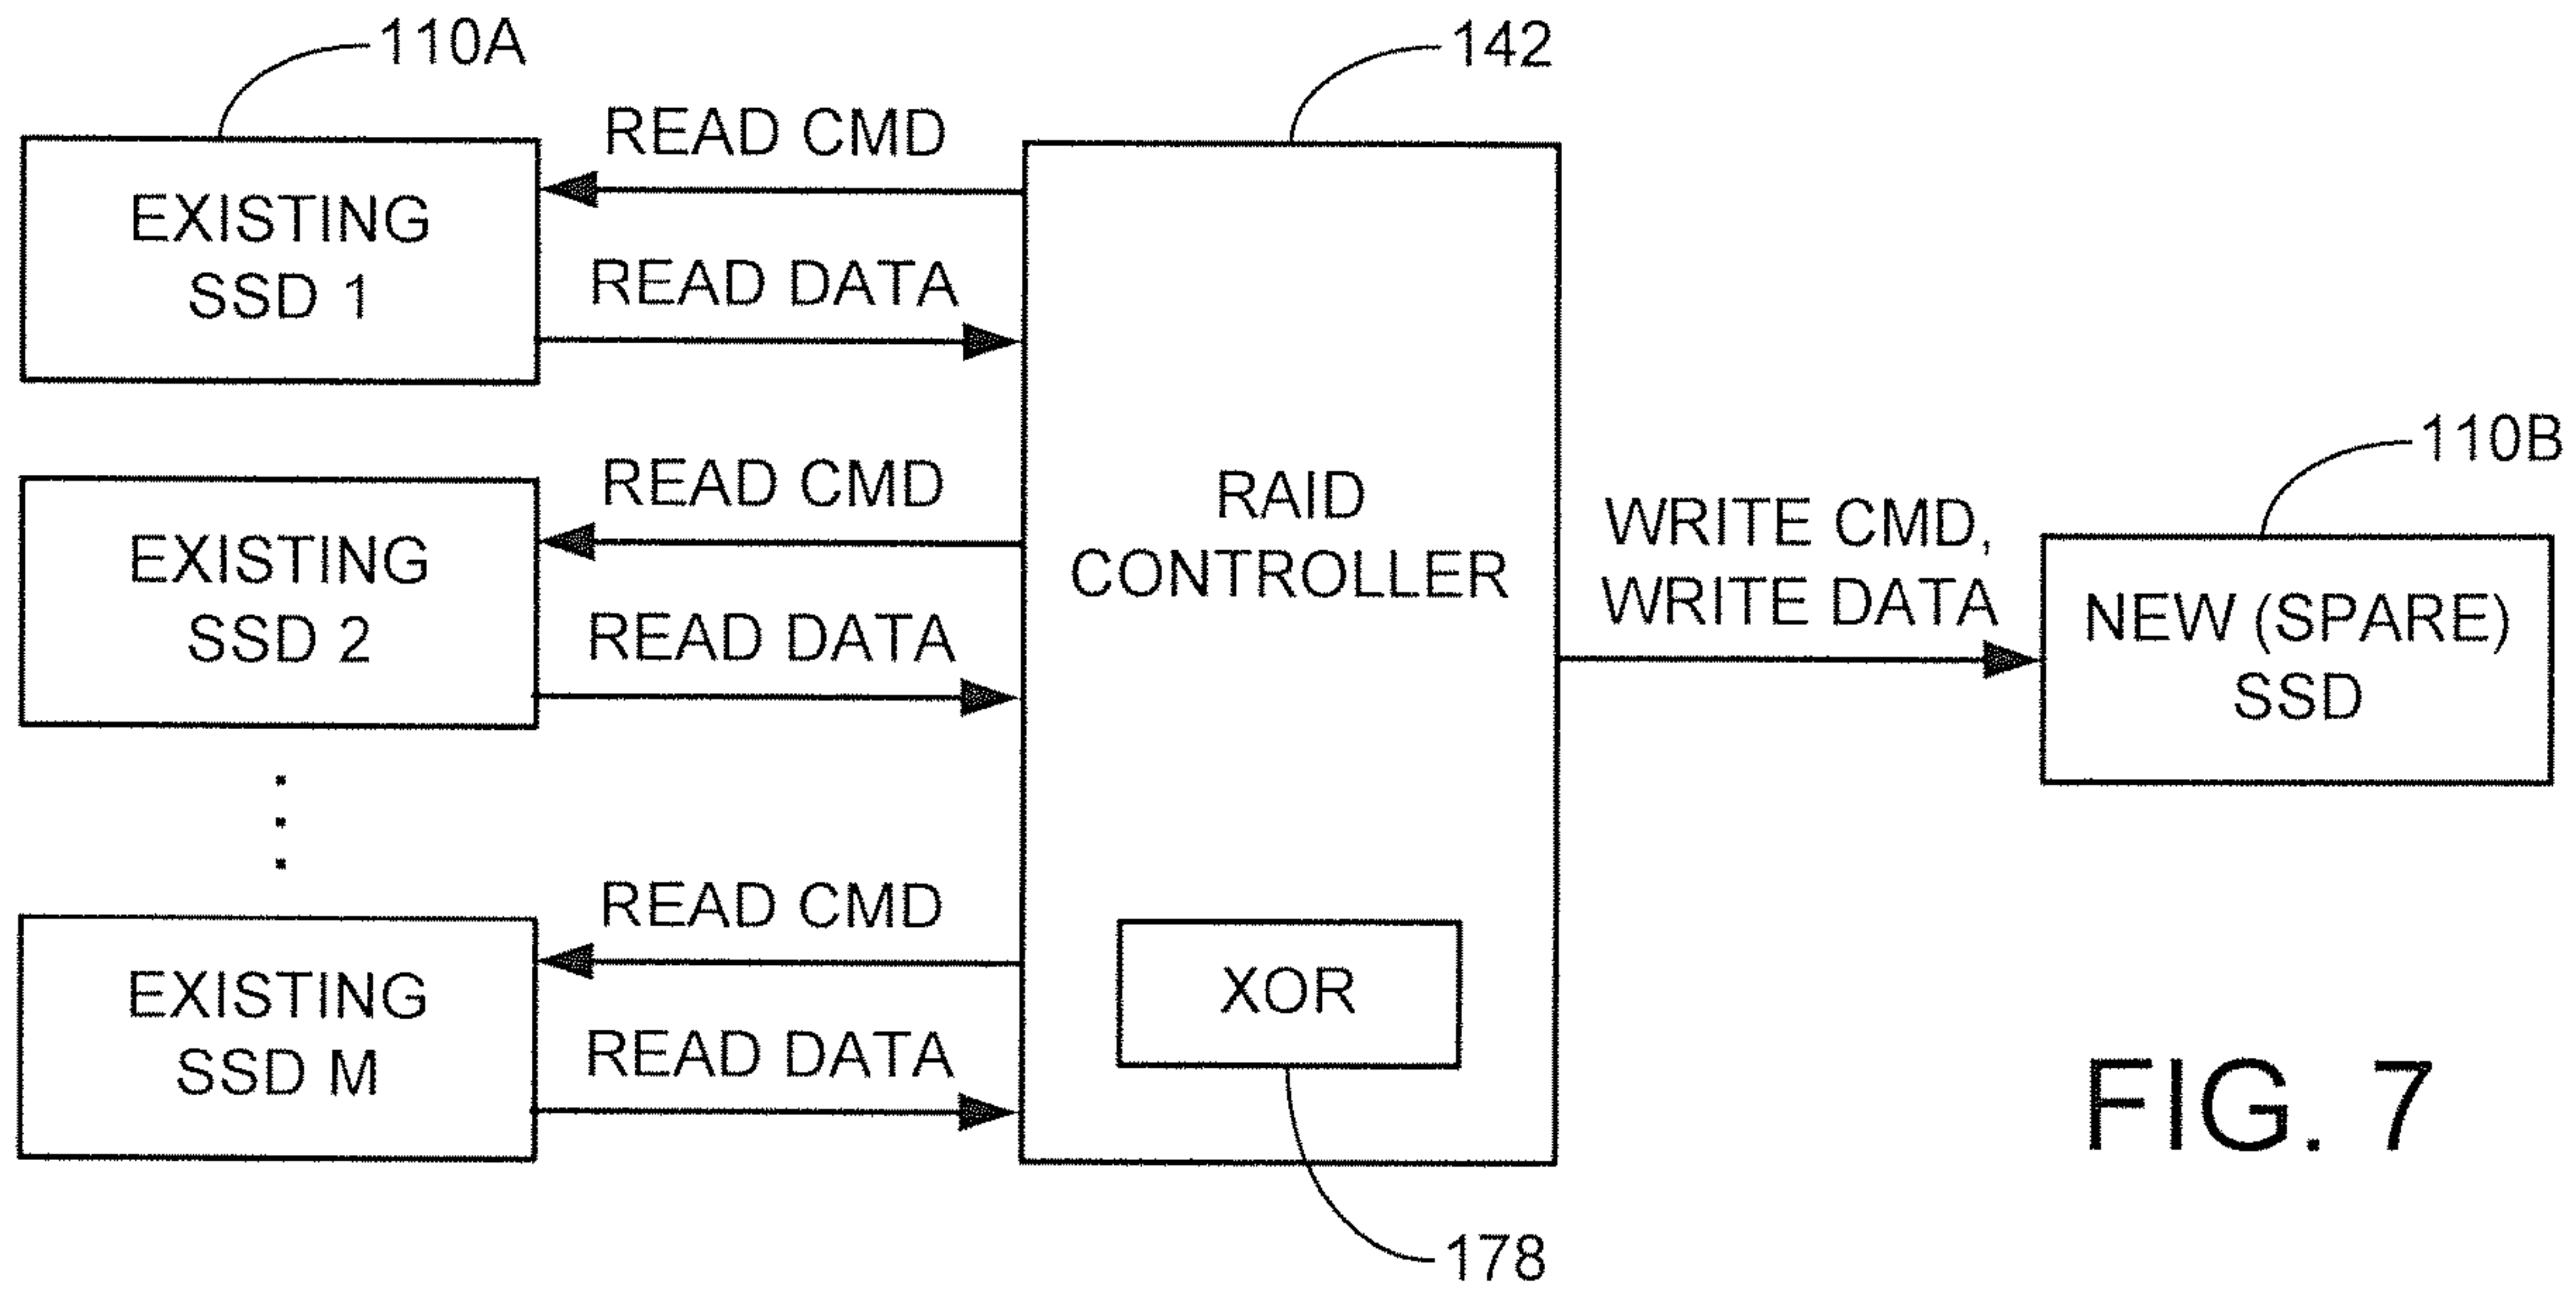 110A
142
READ CMD
EXISTING
SSD 1
READ DATA
110B
READ CMD
RAID
CONTROLLER
WRITE CMD,
WRITE DATA
EXISTING
SSD 2
READ DATA
NEW (SPARE)
SSD
READ CMD
XOR
EXISTING
SSD M
READ DATA
FIG. 7
178